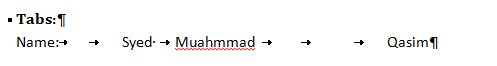 ▪ Tabs:¶
Name:→ → Syed· → Muahmmad → → → Qasim¶